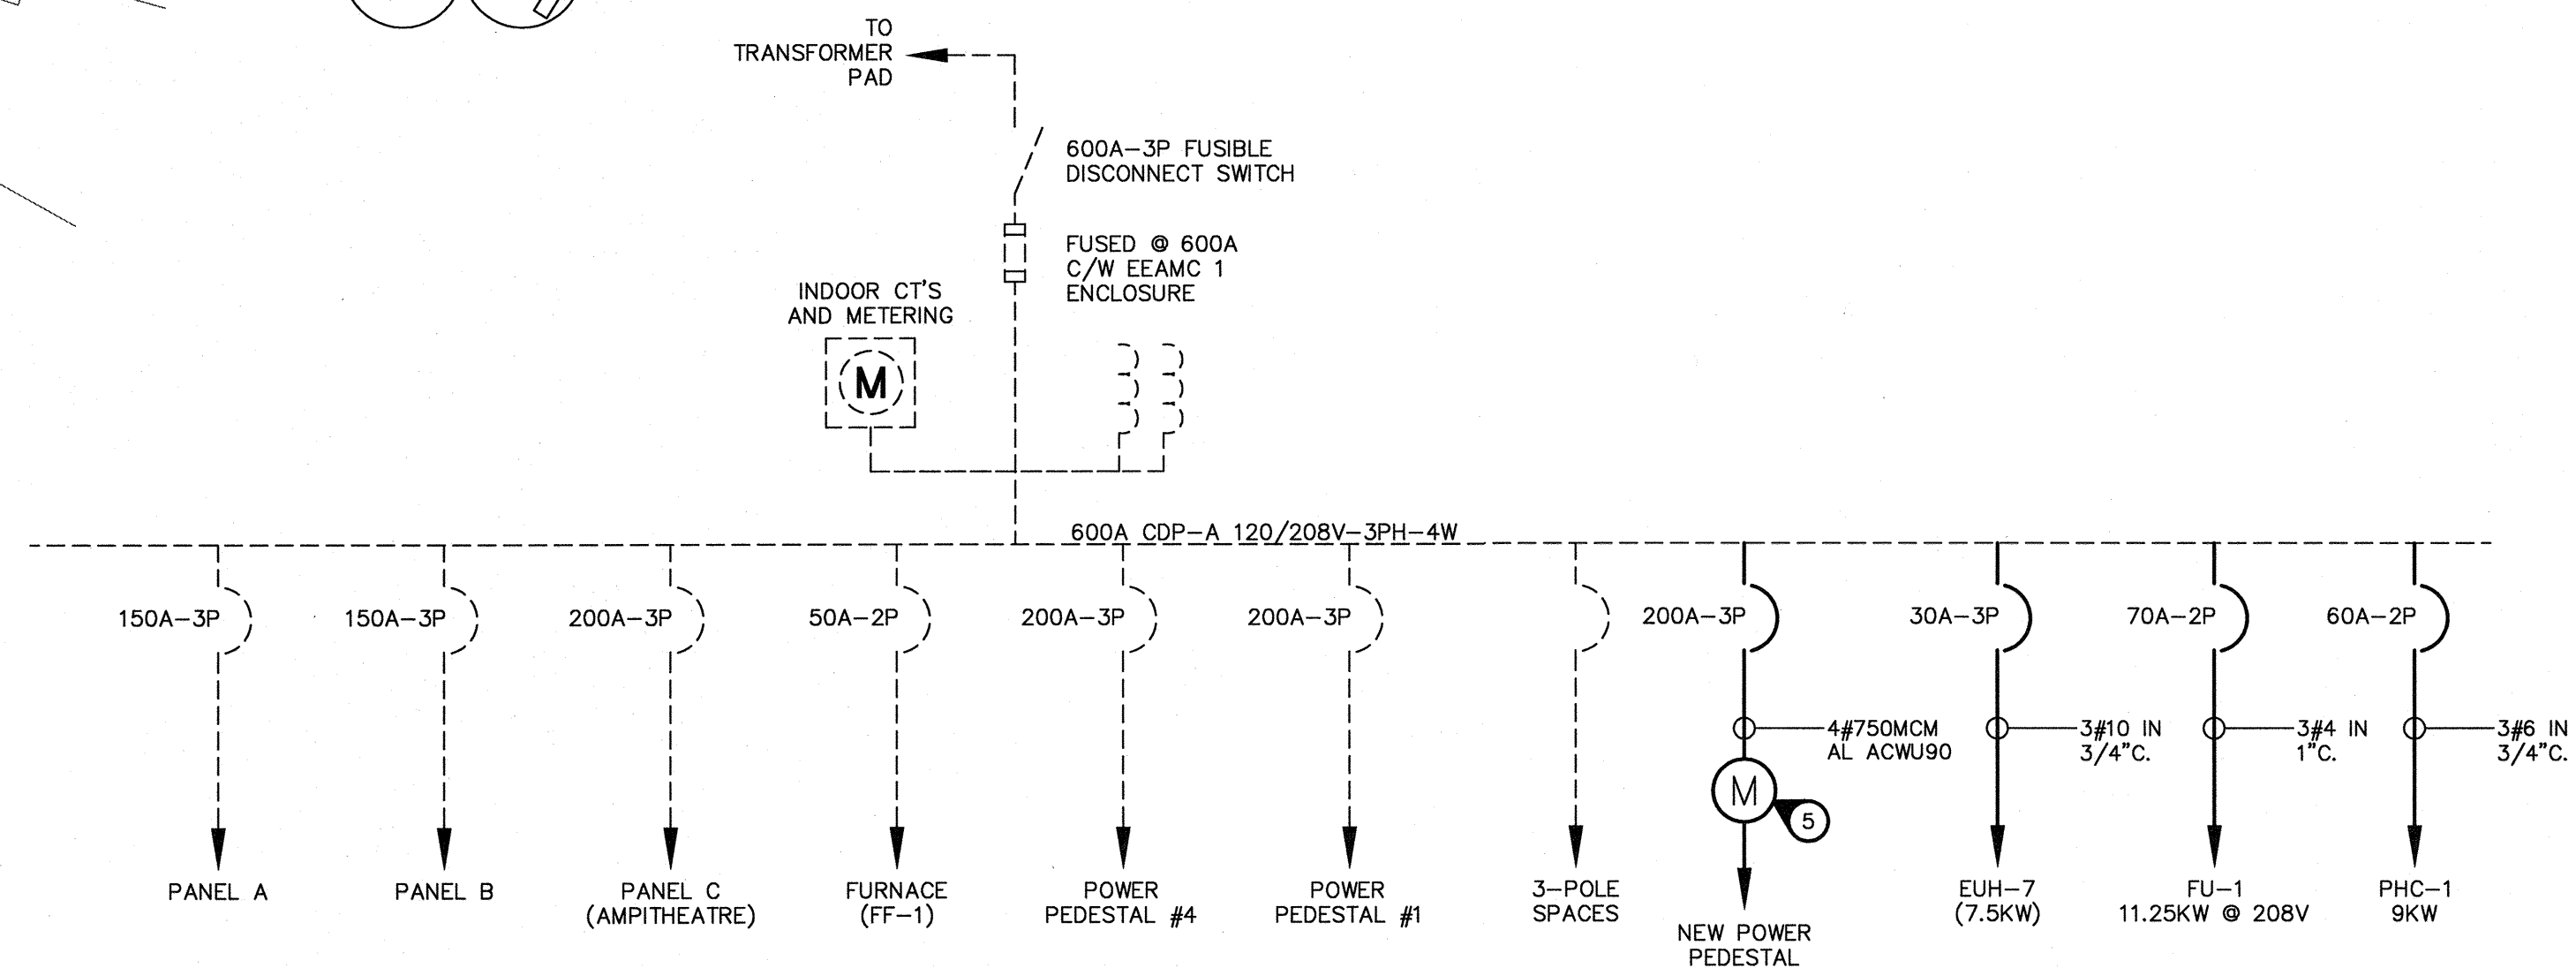 TO
TRANSFORMER
PAD
600A-3P FUSIBLE
DISCONNECT SWITCH
FUSED @ 600A
C/W EEAMC 1
ENCLOSURE
INDOOR CT'S
AND METERING
M
600A CDP-A 120/208V-3PH-4W
150A-3P
150A-3P
200A-3P
50A-2P
200A-3P
200A-3P
200A-3P
30A-3P
70A-2P
60A-2P
4#750MCM
AL ACWU90
3#10 IN
3/4"C.
3#4 IN
1"C.
3#6 IN
3/4"C.
M
5
PANEL A
PANEL B
PANEL C
(AMPITHEATRE)
FURNACE
(FF-1)
POWER
PEDESTAL #4
POWER
PEDESTAL #1
3-POLE
SPACES
NEW POWER
PEDESTAL
EUH-7
(7.5KW)
FU-1
11.25KW @ 208V
PHC-1
9KW